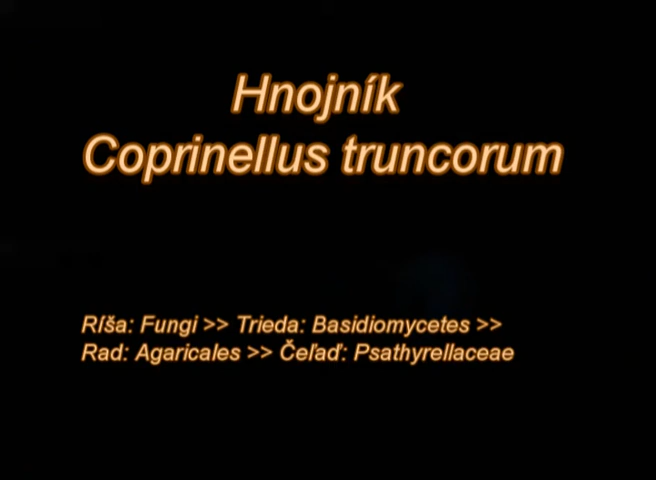 Hnojník
Coprinellus truncorum
Ríša: Fungi >> Trieda: Basidiomycetes >>
Rad: Agaricales >> Čeľaď: Psathyrellaceae